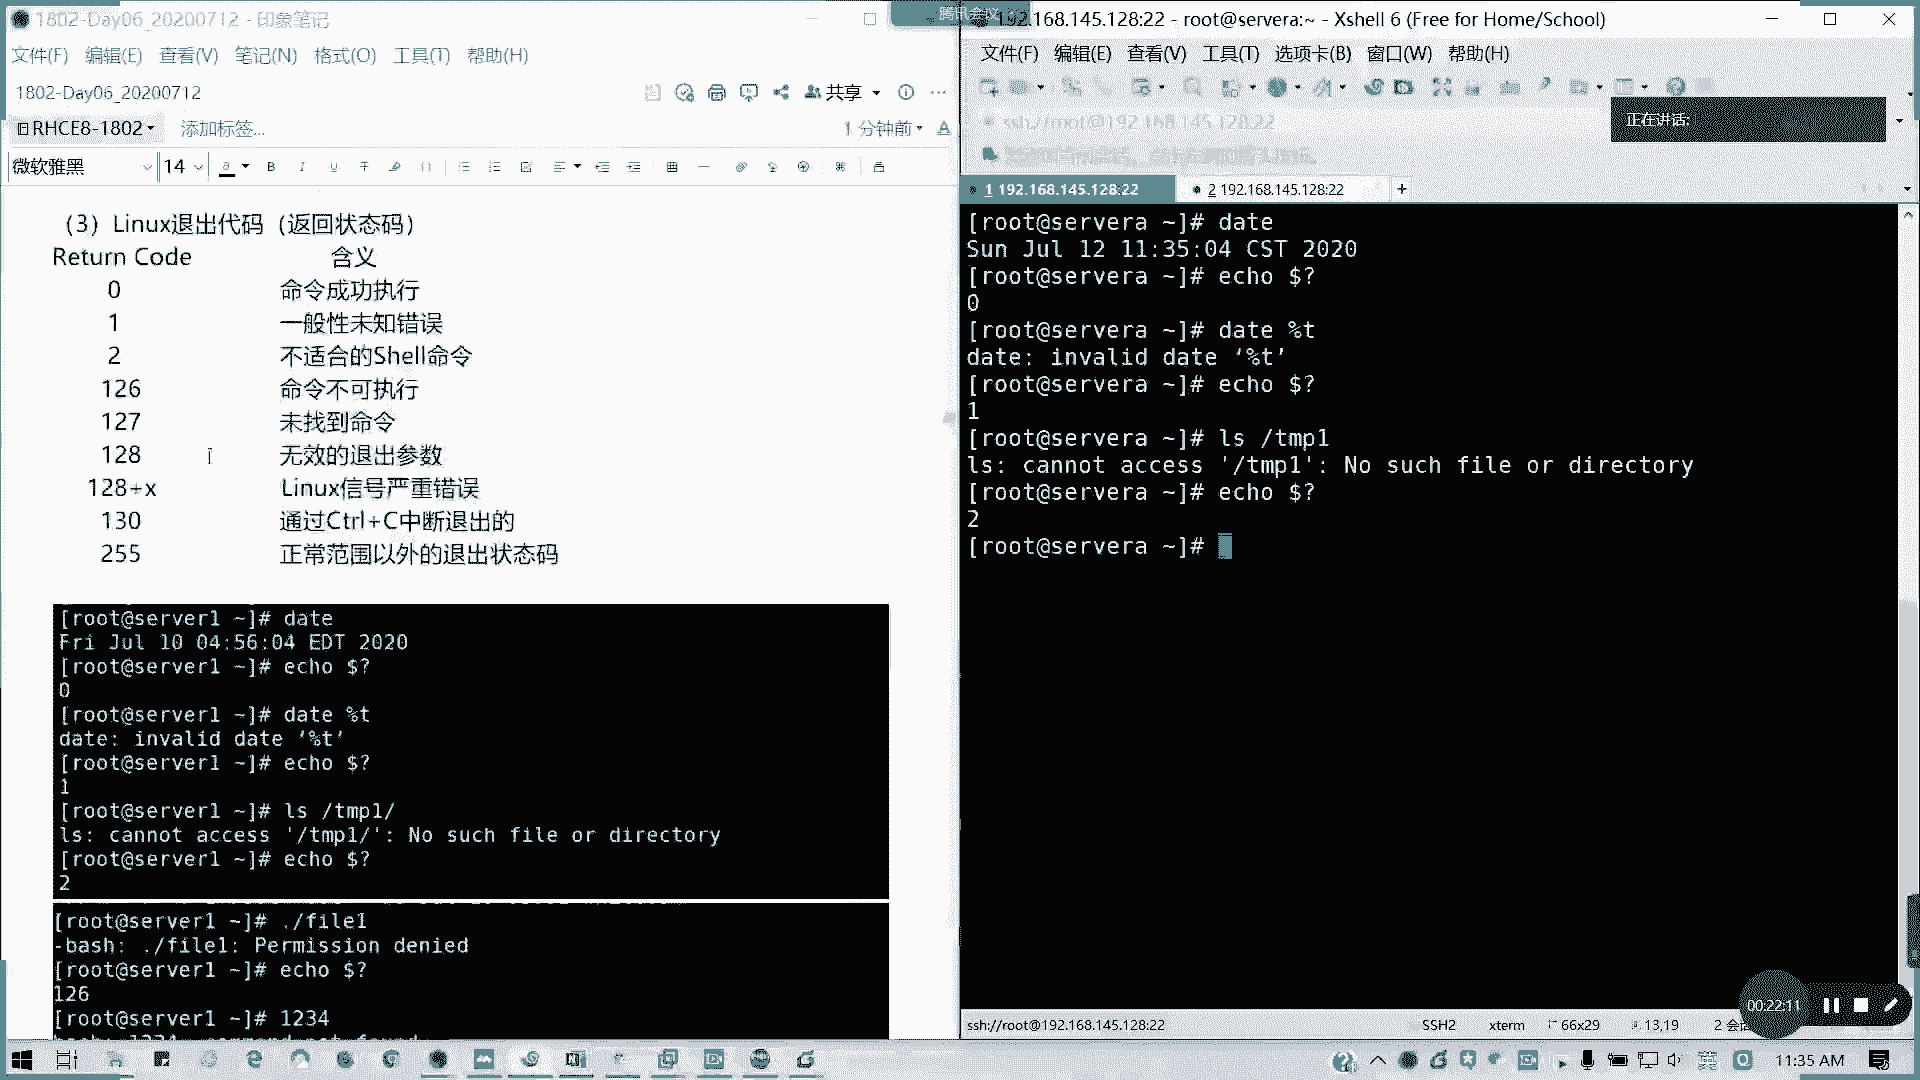 1802-Day06_20200712 - 印象笔记
文件(F) 编辑(E) 查看(V) 笔记(N) 格式(O) 工具(T) 帮助(H)
1802-Day06_20200712
共享
RHCE8-1802 添加标签...
1 分钟前
微软雅黑 14
（3）Linux退出代码（返回状态码）
Return Code 含义
0 命令成功执行
1 一般性未知错误
2 不适合的Shell命令
126 命令不可执行
127 未找到命令
128 无效的退出参数
128+x Linux信号严重错误
130 通过Ctrl+C中断退出的
255 正常范围以外的退出状态码
[root@server1 ~]# date
Fri Jul 10 04:56:04 EDT 2020
[root@server1 ~]# echo $?
0
[root@server1 ~]# date %t
date: invalid date ‘%t’
[root@server1 ~]# echo $?
1
[root@server1 ~]# ls /tmp1/
ls: cannot access '/tmp1/': No such file or directory
[root@server1 ~]# echo $?
2
[root@server1 ~]# ./file1
-bash: ./file1: Permission denied
[root@server1 ~]# echo $?
126
[root@server1 ~]# 1234
腾讯会议
192.168.145.128:22 - root@servera:~ - Xshell 6 (Free for Home/School)
文件(F) 编辑(E) 查看(V) 工具(T) 选项卡(B) 窗口(W) 帮助(H)
ssh://root@192.168.145.128:22
正在讲话:
1 192.168.145.128:22
2 192.168.145.128:22
[root@servera ~]# date
Sun Jul 12 11:35:04 CST 2020
[root@servera ~]# echo $?
0
[root@servera ~]# date %t
date: invalid date ‘%t’
[root@servera ~]# echo $?
1
[root@servera ~]# ls /tmp1
ls: cannot access '/tmp1': No such file or directory
[root@servera ~]# echo $?
2
[root@servera ~]#
00:22:11
ssh://root@192.168.145.128:22 SSH2 xterm 66x29 13,19
英 11:35 AM